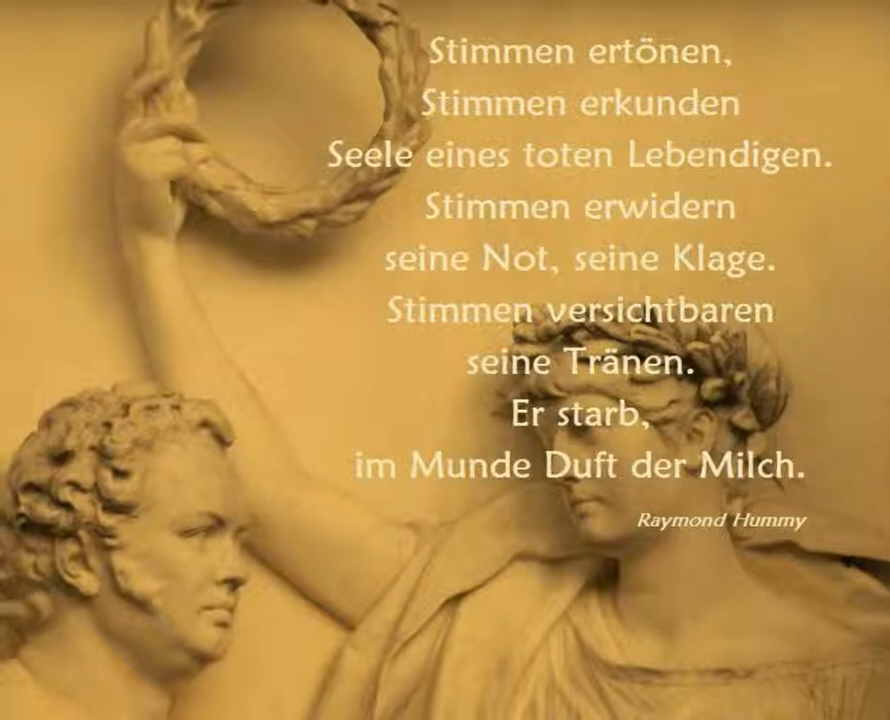 Stimmen ertönen,
Stimmen erkunden
Seele eines toten Lebendigen.
Stimmen erwidern
seine Not, seine Klage.
Stimmen versichtbaren
seine Tränen.
Er starb,
im Munde Duft der Milch.
Raymond Hummy